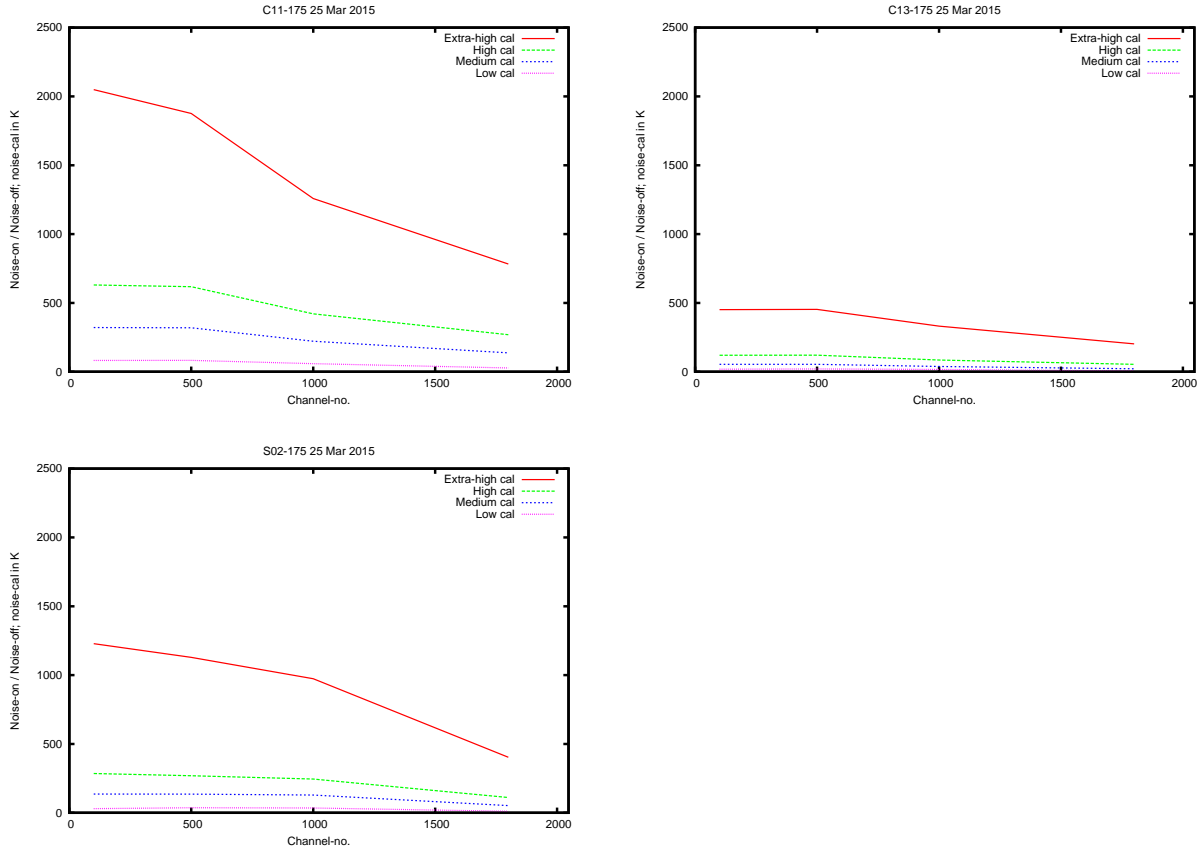 C11-175 25 Mar 2015
2500
2000
1500
1000
500
0
Noise-on / Noise-off; noise-cal in K
Extra-high cal
High cal
Medium cal
Low cal
0 500 1000 1500 2000
Channel-no.
C13-175 25 Mar 2015
2500
2000
1500
1000
500
0
Noise-on / Noise-off; noise-cal in K
Extra-high cal
High cal
Medium cal
Low cal
0 500 1000 1500 2000
Channel-no.
S02-175 25 Mar 2015
2500
2000
1500
1000
500
0
Noise-on / Noise-off; noise-cal in K
Extra-high cal
High cal
Medium cal
Low cal
0 500 1000 1500 2000
Channel-no.